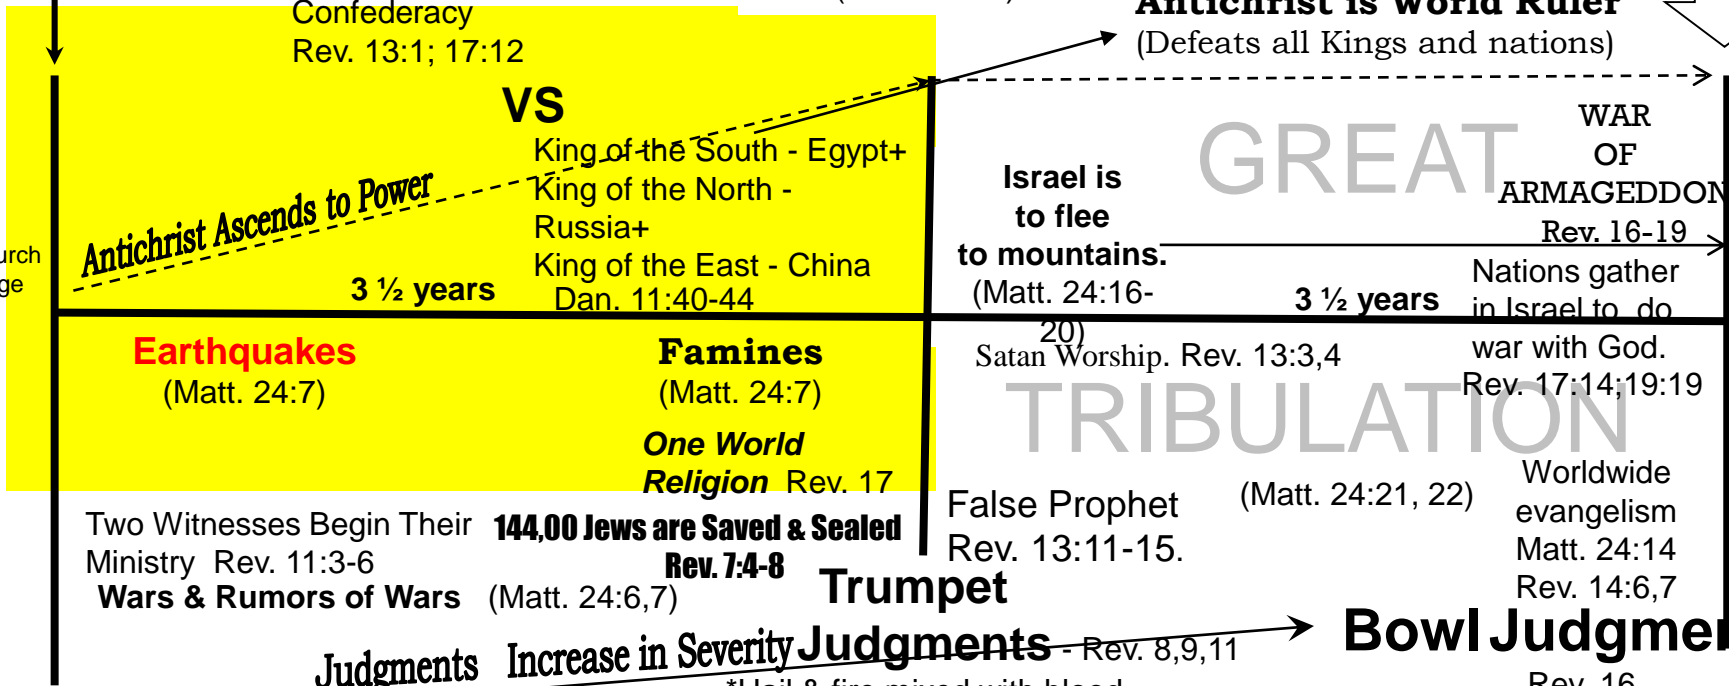 Confederacy
Rev. 13:1; 17:12
VS
King of the South - Egypt+
King of the North -
Russia+
King of the East - China
Dan. 11:40-44
Antichrist Ascends to Power
3 ½ years
Earthquakes
(Matt. 24:7)
Famines
(Matt. 24:7)
One World
Religion Rev. 17
Two Witnesses Begin Their
Ministry Rev. 11:3-6
144,00 Jews are Saved & Sealed
Rev. 7:4-8
Wars & Rumors of Wars (Matt. 24:6,7)
Antichrist is World Ruler
(Defeats all Kings and nations)
GREAT
TRIBULATION
Israel is
to flee
to mountains.
(Matt. 24:16-
20)
3 ½ years
WAR
OF
ARMAGEDDON
Rev. 16-19
Nations gather
in Israel to do
war with God.
Rev. 17:14;19:19
Satan Worship. Rev. 13:3,4
False Prophet
Rev. 13:11-15.
(Matt. 24:21, 22)
Worldwide
evangelism
Matt. 24:14
Rev. 14:6,7
Judgments Increase in Severity
Trumpet
Judgments - Rev. 8,9,11
*Hail & fire mixed with blood
Bowl Judgmen
Rev. 16